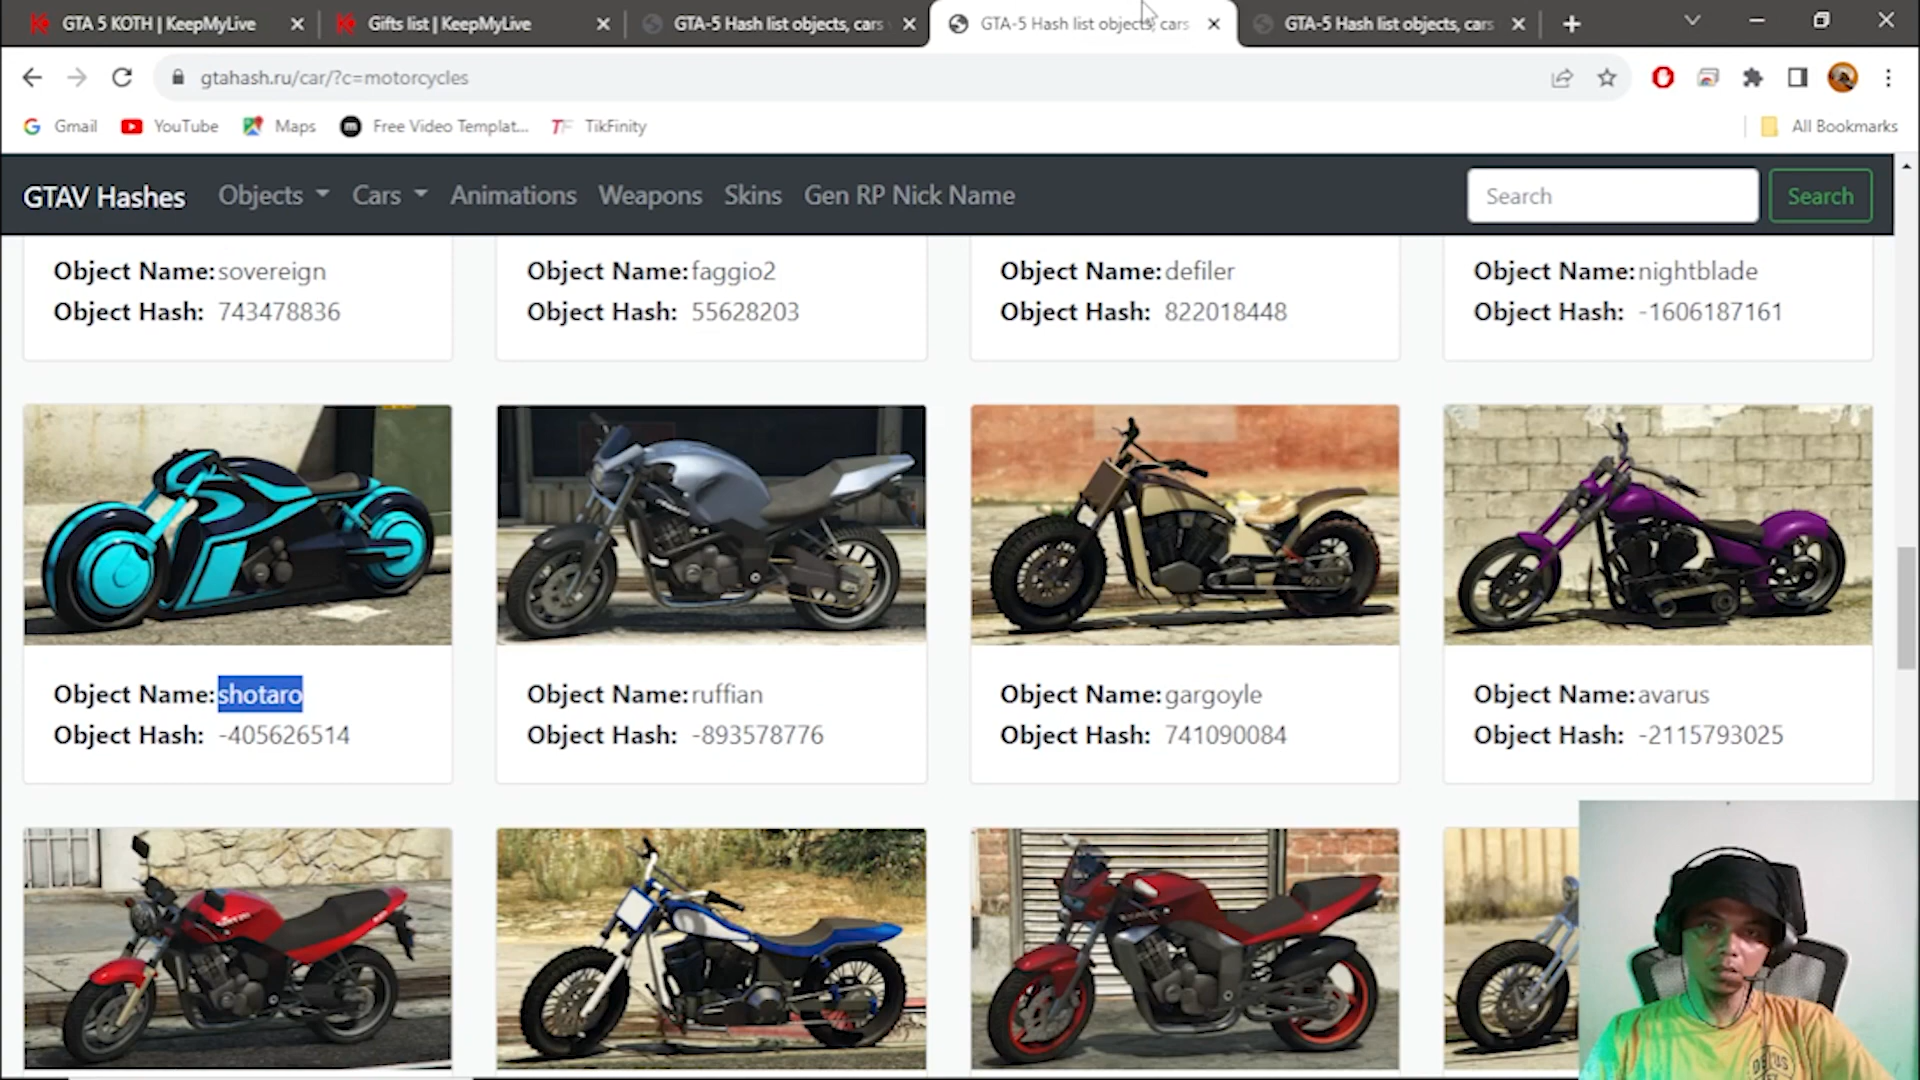 GTA 5 KOTH | KeepMyLive
Gifts list | KeepMyLive
GTA-5 Hash list objects, cars
GTA-5 Hash list objects, cars
GTA-5 Hash list objects, cars
gtahash.ru/car/?c=motorcycles
Gmail
YouTube
Maps
Free Video Templat...
TF TikFinity
All Bookmarks
GTAV Hashes
Objects
Cars
Animations
Weapons
Skins
Gen RP Nick Name
Search
Search
Object Name: sovereign
Object Hash: 743478836
Object Name: faggio2
Object Hash: 55628203
Object Name: defiler
Object Hash: 822018448
Object Name: nightblade
Object Hash: -1606187161
Object Name: shotaro
Object Hash: -405626514
Object Name: ruffian
Object Hash: -893578776
Object Name: gargoyle
Object Hash: 741090084
Object Name: avarus
Object Hash: -2115793025